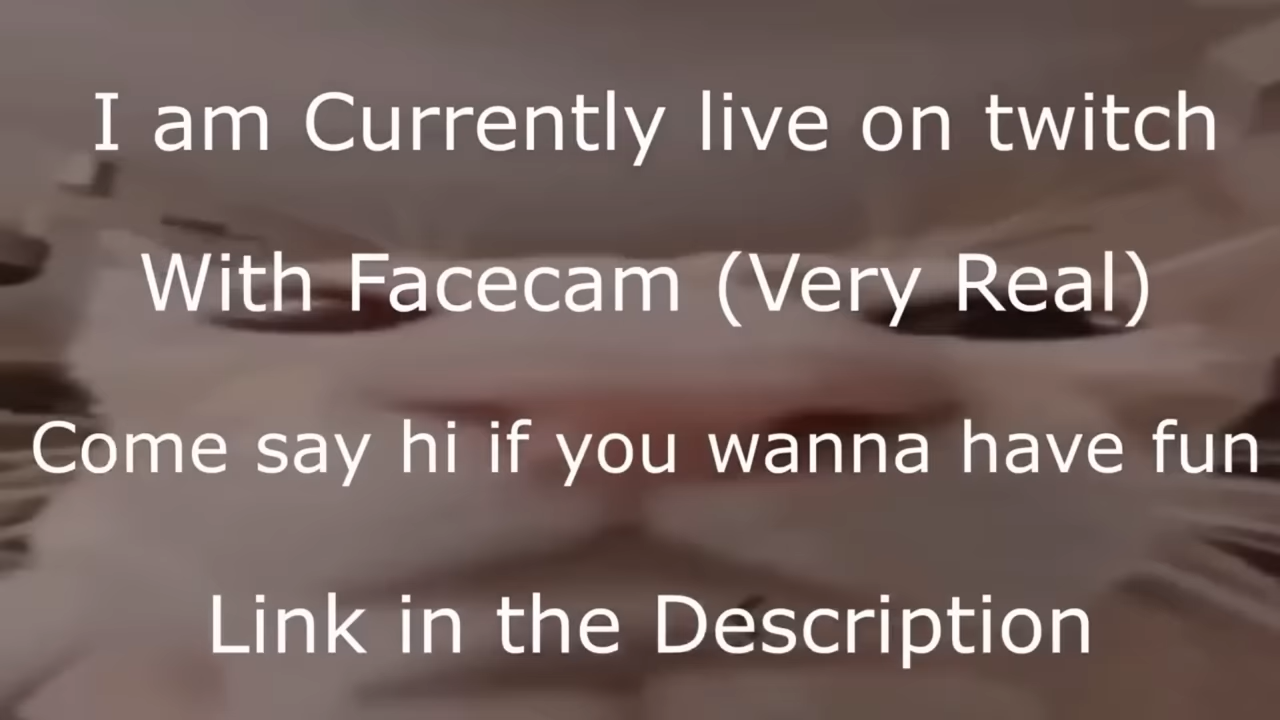 I am Currently live on twitch
With Facecam (Very Real)
Come say hi if you wanna have fun
Link in the Description